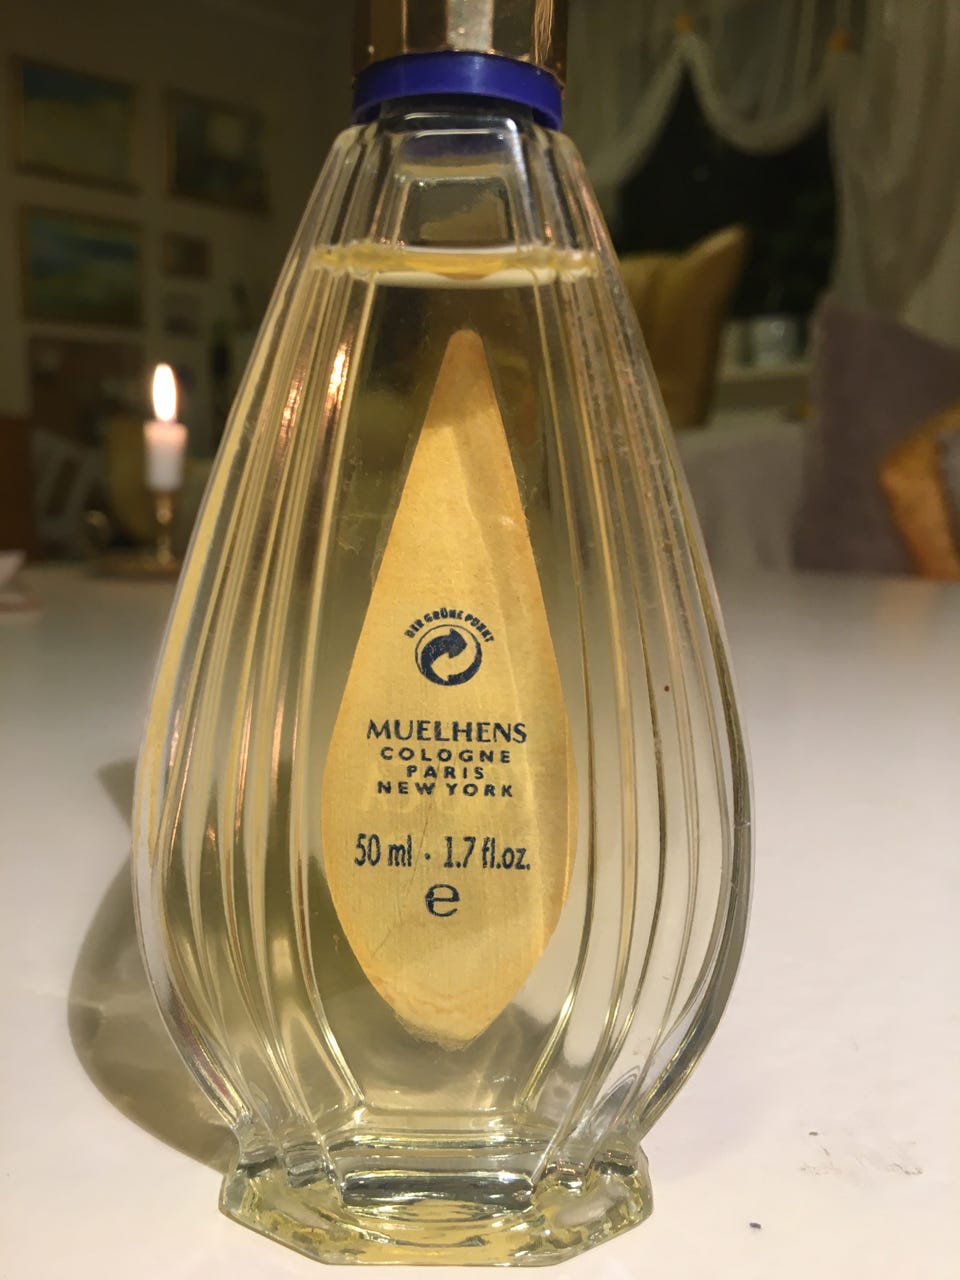 DER GRÜNE PUNKT
MUELHENS
COLOGNE
PARIS
NEW YORK
50 ml · 1.7 fl.oz.
e